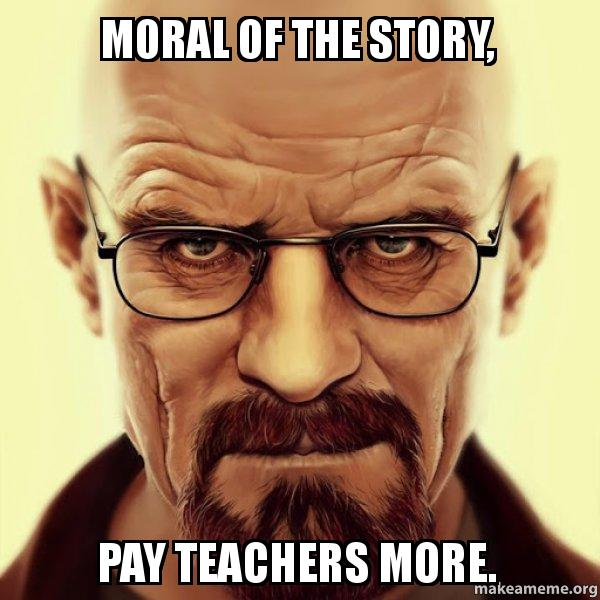 MORAL OF THE STORY,
PAY TEACHERS MORE.
makeameme.org